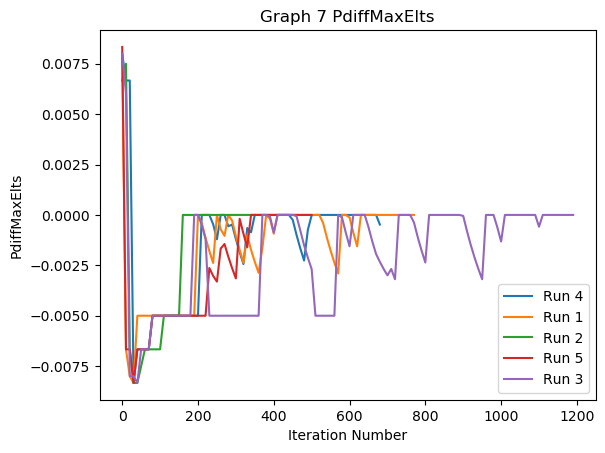 Graph 7 PdiffMaxElts
PdiffMaxElts
0.0075
0.0050
0.0025
0.0000
−0.0025
−0.0050
−0.0075
0
200
400
600
800
1000
1200
Iteration Number
Run 4
Run 1
Run 2
Run 5
Run 3